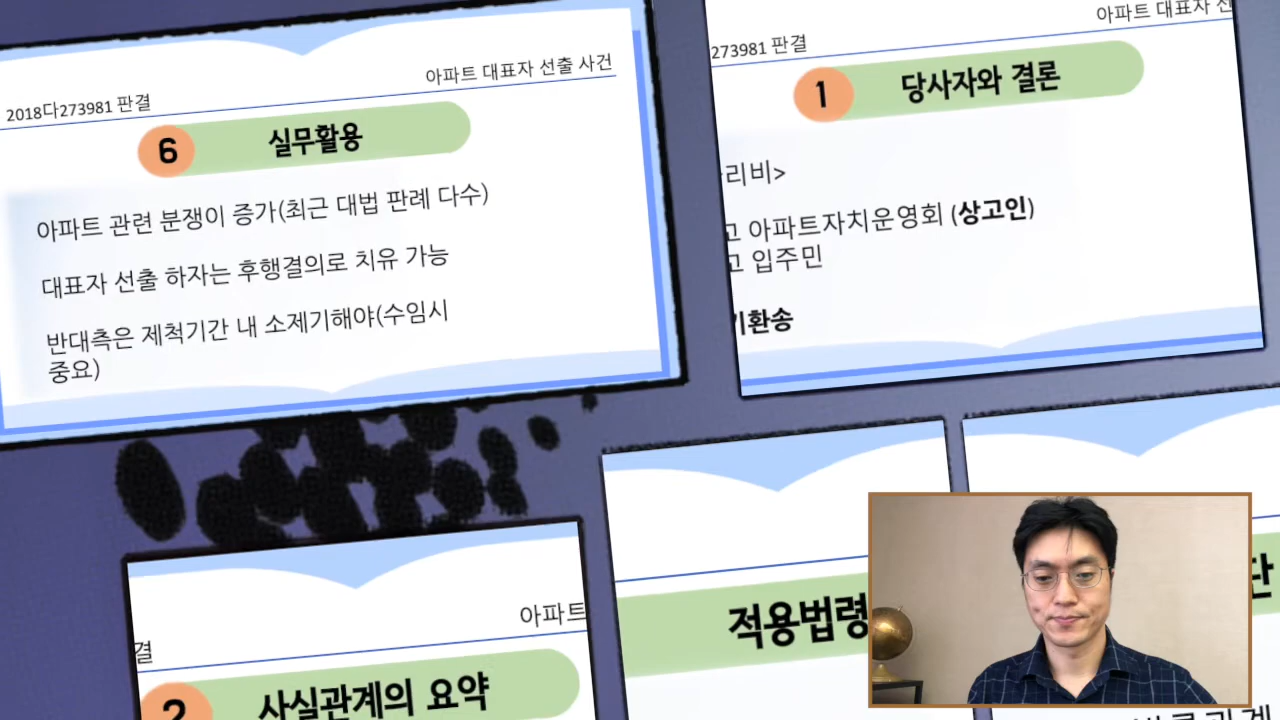 아파트 대표자 선출 사건
2018다273981 판결
6 실무활용
아파트 관련 분쟁이 증가(최근 대법 판례 다수)
대표자 선출 하자는 후행결의로 치유 가능
반대측은 제척기간 내 소제기해야(수임시
중요)
아파트 대표자
273981 판결
1 당사자와 결론
리비>
고 아파트자치운영회 (상고인)
고 입주민
기환송
아파트
결
2 사실관계의 요약
적용법령
단